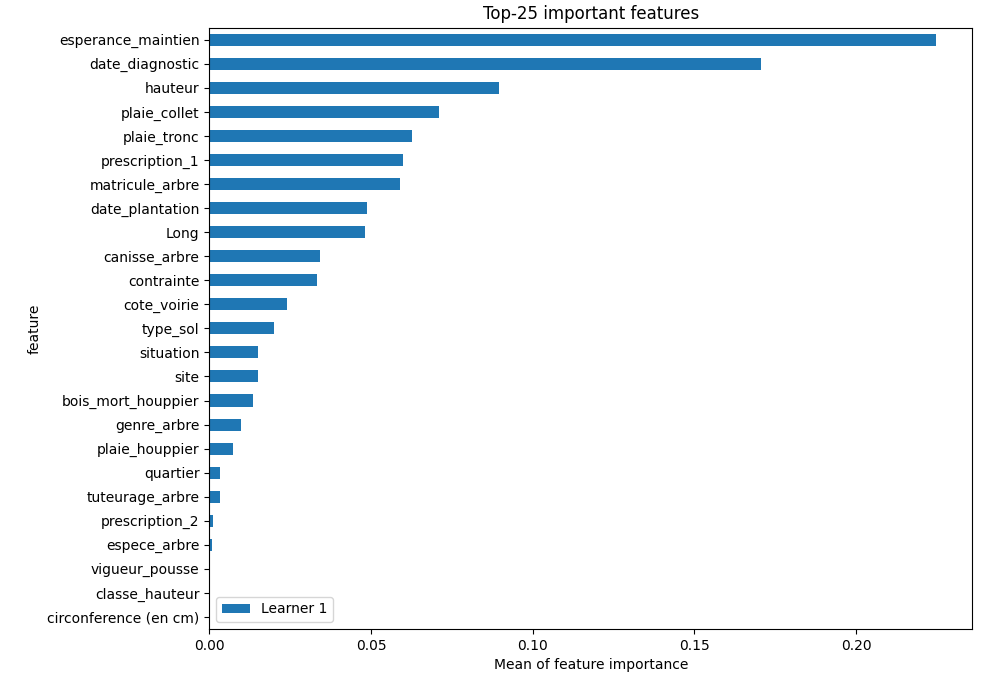 Top-25 important features
esperance_maintien
date_diagnostic
hauteur
plaie_collet
plaie_tronc
prescription_1
matricule_arbre
date_plantation
Long
canisse_arbre
contrainte
cote_voirie
type_sol
situation
site
bois_mort_houppier
genre_arbre
plaie_houppier
quartier
tuteurage_arbre
prescription_2
espece_arbre
vigueur_pousse
classe_hauteur
circonference (en cm)
feature
Learner 1
0.00 0.05 0.10 0.15 0.20
Mean of feature importance